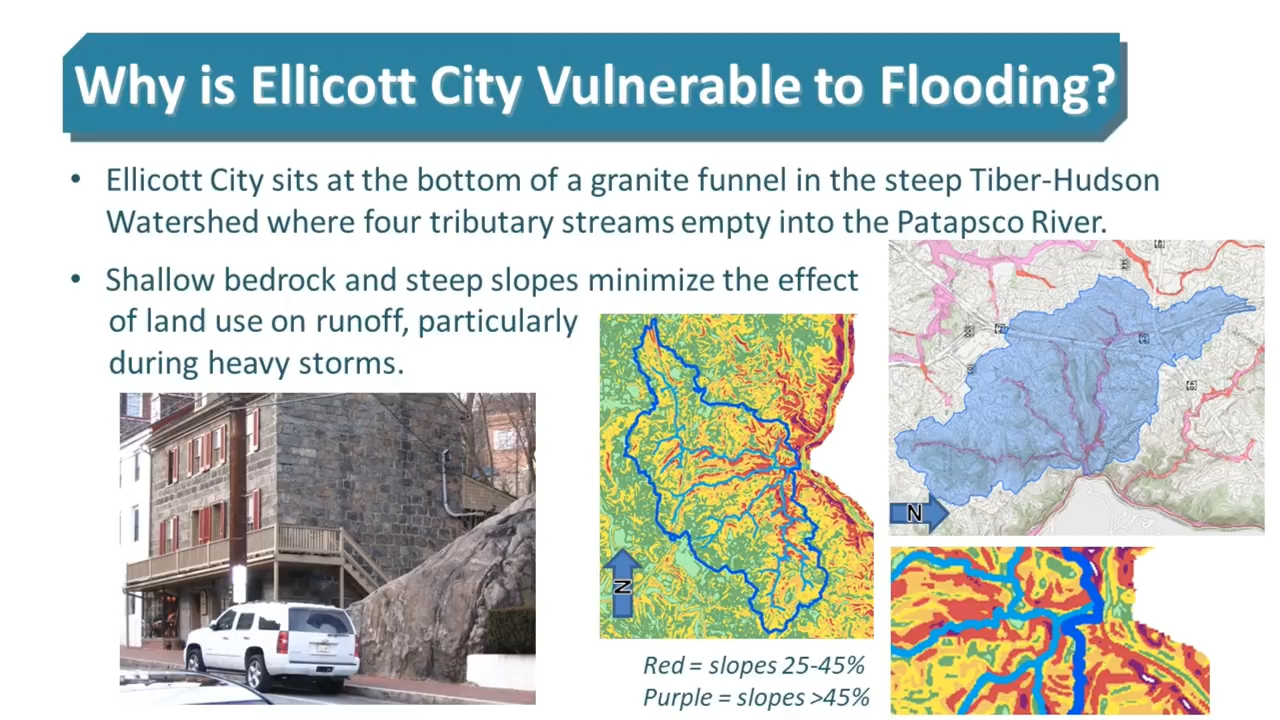 Why is Ellicott City Vulnerable to Flooding?
• Ellicott City sits at the bottom of a granite funnel in the steep Tiber-Hudson
Watershed where four tributary streams empty into the Patapsco River.
• Shallow bedrock and steep slopes minimize the effect
of land use on runoff, particularly
during heavy storms.
N
N
Red = slopes 25-45%
Purple = slopes >45%